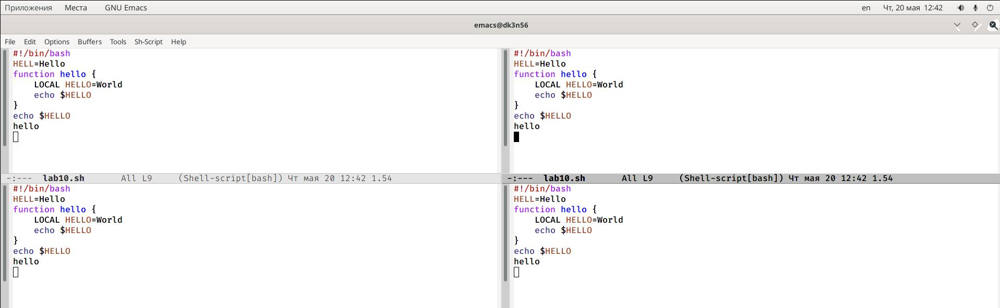 Приложения Места GNU Emacs en Чт, 20 мая 12:42
emacs@dk3n56
File Edit Options Buffers Tools Sh-Script Help
#!/bin/bash
HELL=Hello
function hello {
    LOCAL HELLO=World
    echo $HELLO
}
echo $HELLO
hello
-:--- lab10.sh All L9 (Shell-script[bash]) Чт мая 20 12:42 1.54
#!/bin/bash
HELL=Hello
function hello {
    LOCAL HELLO=World
    echo $HELLO
}
echo $HELLO
hello
-:--- lab10.sh All L9 (Shell-script[bash]) Чт мая 20 12:42 1.54
#!/bin/bash
HELL=Hello
function hello {
    LOCAL HELLO=World
    echo $HELLO
}
echo $HELLO
hello
#!/bin/bash
HELL=Hello
function hello {
    LOCAL HELLO=World
    echo $HELLO
}
echo $HELLO
hello